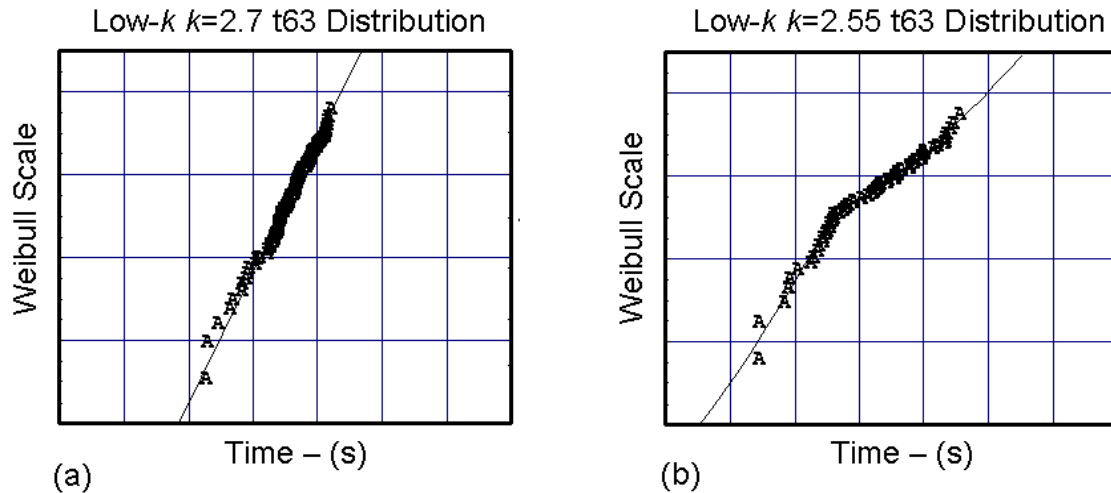 Low-k k=2.7 t63 Distribution
Weibull Scale
Time – (s)
(a)
Low-k k=2.55 t63 Distribution
Weibull Scale
Time – (s)
(b)